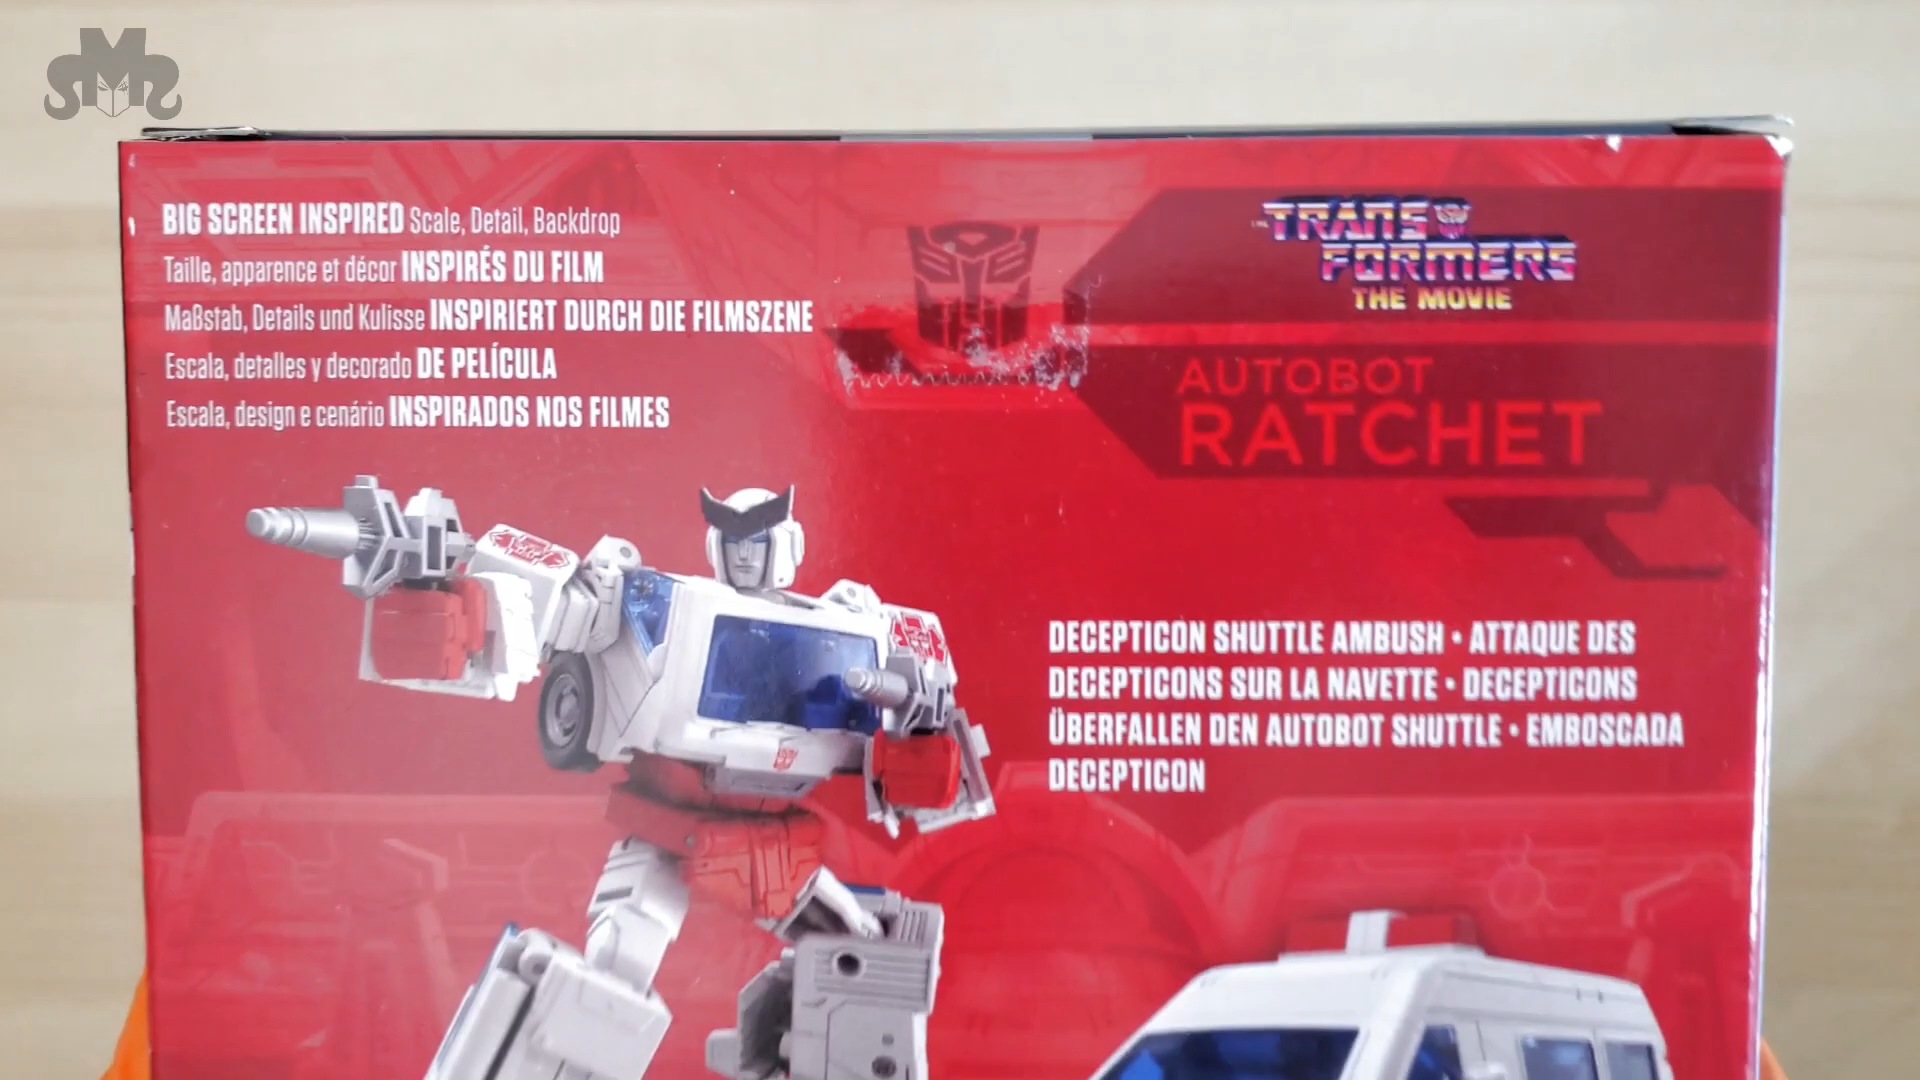 BIG SCREEN INSPIRED Scale, Detail, Backdrop
Taille, apparence et décor INSPIRÉS DU FILM
Maßstab, Details und Kulisse INSPIRIERT DURCH DIE FILMSZENE
Escala, detalles y decorado DE PELÍCULA
Escala, design e cenário INSPIRADOS NOS FILMES
THE TRANSFORMERS
THE MOVIE
AUTOBOT
RATCHET
DECEPTICON SHUTTLE AMBUSH • ATTAQUE DES
DECEPTICONS SUR LA NAVETTE • DECEPTICONS
ÜBERFALLEN DEN AUTOBOT SHUTTLE • EMBOSCADA
DECEPTICON